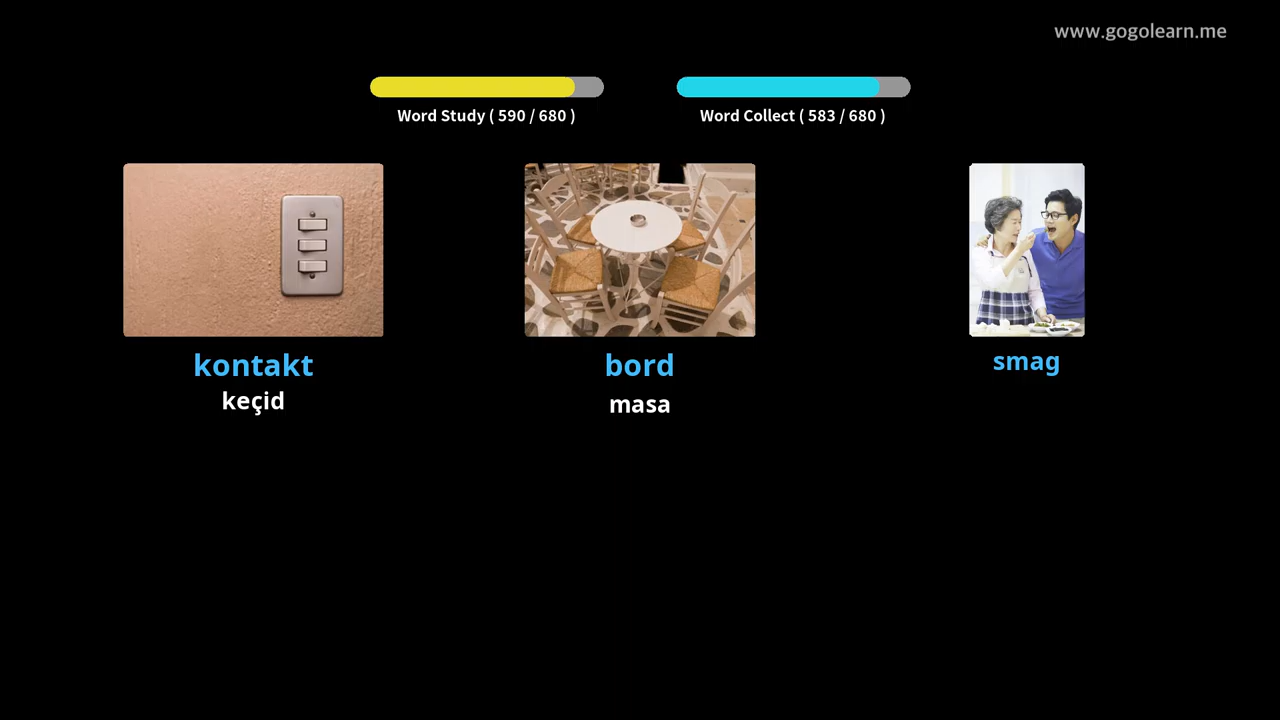 www.gogolearn.me
Word Study ( 590 / 680 )
Word Collect ( 583 / 680 )
kontakt
keçid
bord
masa
smag